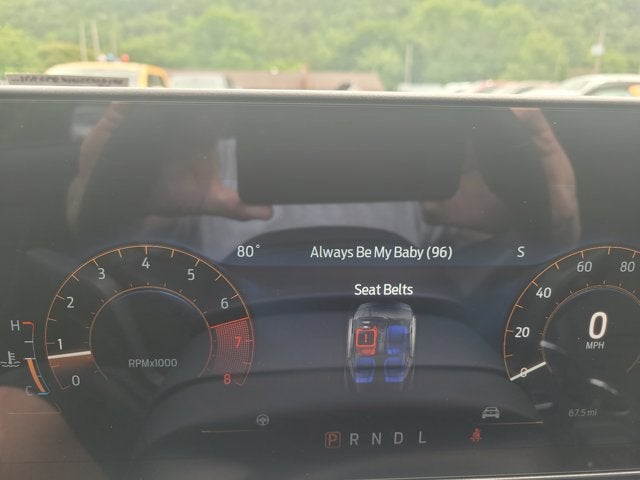 80° Always Be My Baby (96) S
Seat Belts
0 1 2 3 4 5 6 7 8
RPMx1000
H
C
0 20 40 60 80
0
MPH
67.5 mi
P R N D L